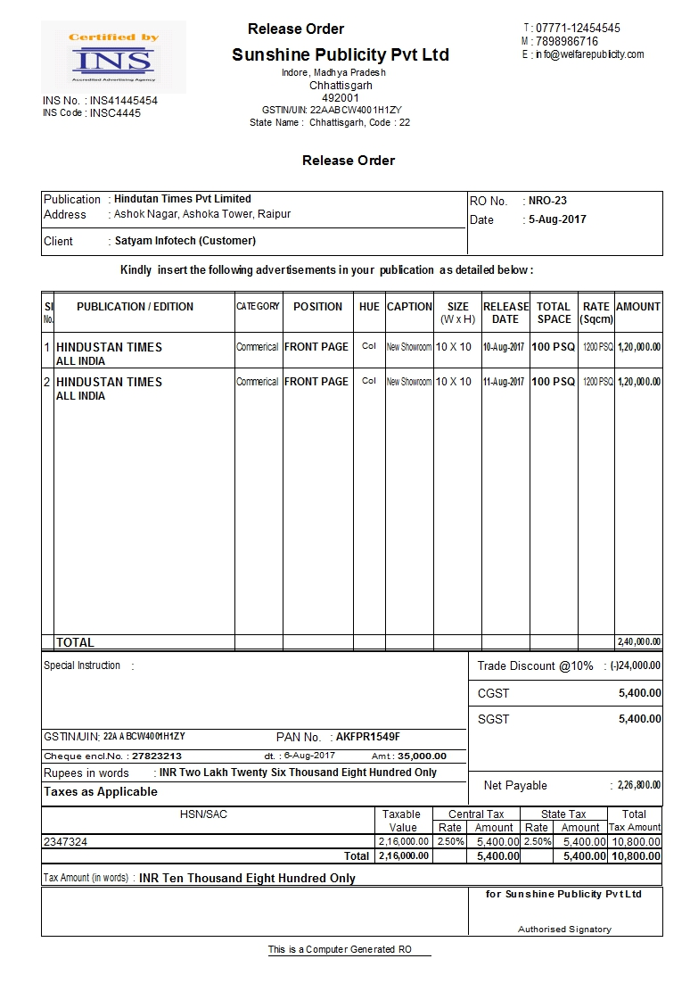 Certified by
INS
Accredited Advertising Agency
INS No. : INS41445454
INS Code : INSC4445
Release Order
Sunshine Publicity Pvt Ltd
Indore, Madhya Pradesh
Chhattisgarh
492001
GSTIN/UIN: 22AABCW4001H1ZY
State Name : Chhattisgarh, Code : 22
T : 07771-12454545
M : 7898986716
E : info@welfarepublicity.com
Release Order
Publication : Hindutan Times Pvt Limited
Address : Ashok Nagar, Ashoka Tower, Raipur
Client : Satyam Infotech (Customer)
RO No. : NRO-23
Date : 5-Aug-2017
Kindly insert the following advertisements in your publication as detailed below :
Sl PUBLICATION / EDITION CATEGORY POSITION HUE CAPTION SIZE RELEASE TOTAL RATE AMOUNT
No. (W x H) DATE SPACE (Sqcm)
1 HINDUSTAN TIMES Commerical FRONT PAGE Col New Showroom 10 X 10 10-Aug-2017 100 PSQ 1200 PSQ 1,20,000.00
ALL INDIA
2 HINDUSTAN TIMES Commerical FRONT PAGE Col New Showroom 10 X 10 11-Aug-2017 100 PSQ 1200 PSQ 1,20,000.00
ALL INDIA
TOTAL 2,40,000.00
Special Instruction :
Trade Discount @10% : (-)24,000.00
CGST 5,400.00
SGST 5,400.00
GSTIN/UIN: 22AABCW4001H1ZY PAN No. : AKFPR1549F
Cheque encl.No. : 27823213 dt. : 6-Aug-2017 Amt : 35,000.00
Rupees in words : INR Two Lakh Twenty Six Thousand Eight Hundred Only
Taxes as Applicable
Net Payable : 2,26,800.00
HSN/SAC Taxable Central Tax State Tax Total
Value Rate Amount Rate Amount Tax Amount
2347324 2,16,000.00 2.50% 5,400.00 2.50% 5,400.00 10,800.00
Total 2,16,000.00 5,400.00 5,400.00 10,800.00
Tax Amount (in words) : INR Ten Thousand Eight Hundred Only
for Sunshine Publicity Pvt Ltd
Authorised Signatory
This is a Computer Generated RO